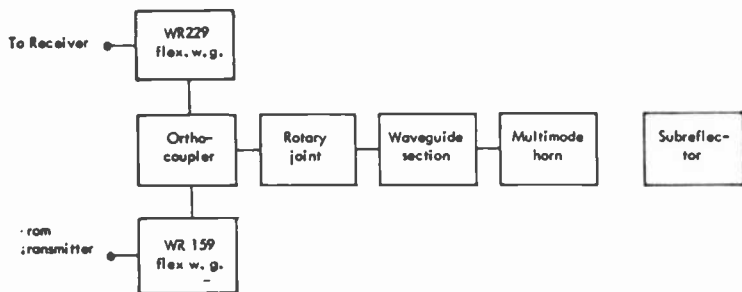 To Receiver
WR229
flex. w. g.
Ortho-
coupler
Rotary
joint
Waveguide
section
Multimode
horn
Subreflec-
tor
rom
ransmitter
WR 159
flex w. g.